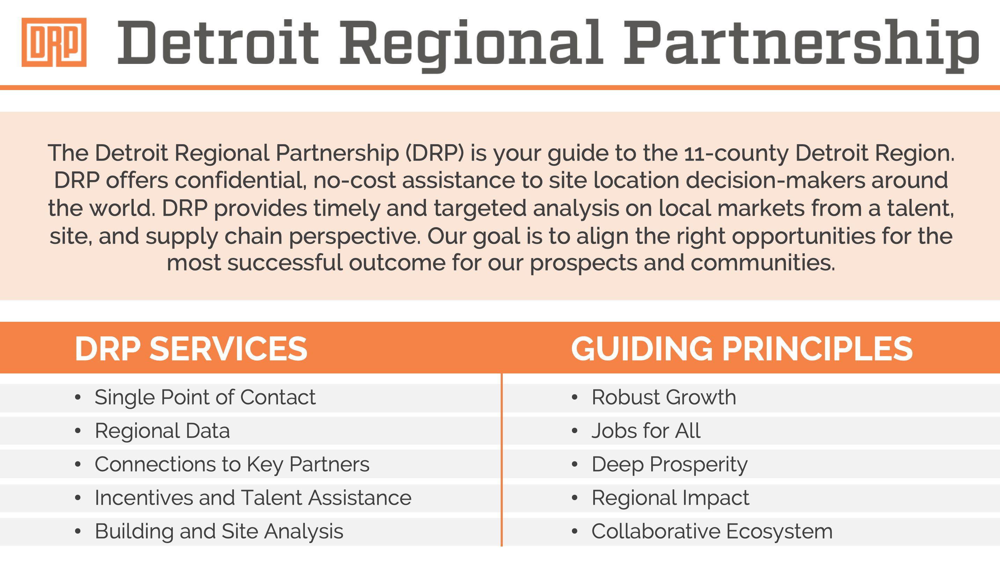 DRP Detroit Regional Partnership
The Detroit Regional Partnership (DRP) is your guide to the 11-county Detroit Region.
DRP offers confidential, no-cost assistance to site location decision-makers around
the world. DRP provides timely and targeted analysis on local markets from a talent,
site, and supply chain perspective. Our goal is to align the right opportunities for the
most successful outcome for our prospects and communities.
DRP SERVICES
• Single Point of Contact
• Regional Data
• Connections to Key Partners
• Incentives and Talent Assistance
• Building and Site Analysis
GUIDING PRINCIPLES
• Robust Growth
• Jobs for All
• Deep Prosperity
• Regional Impact
• Collaborative Ecosystem